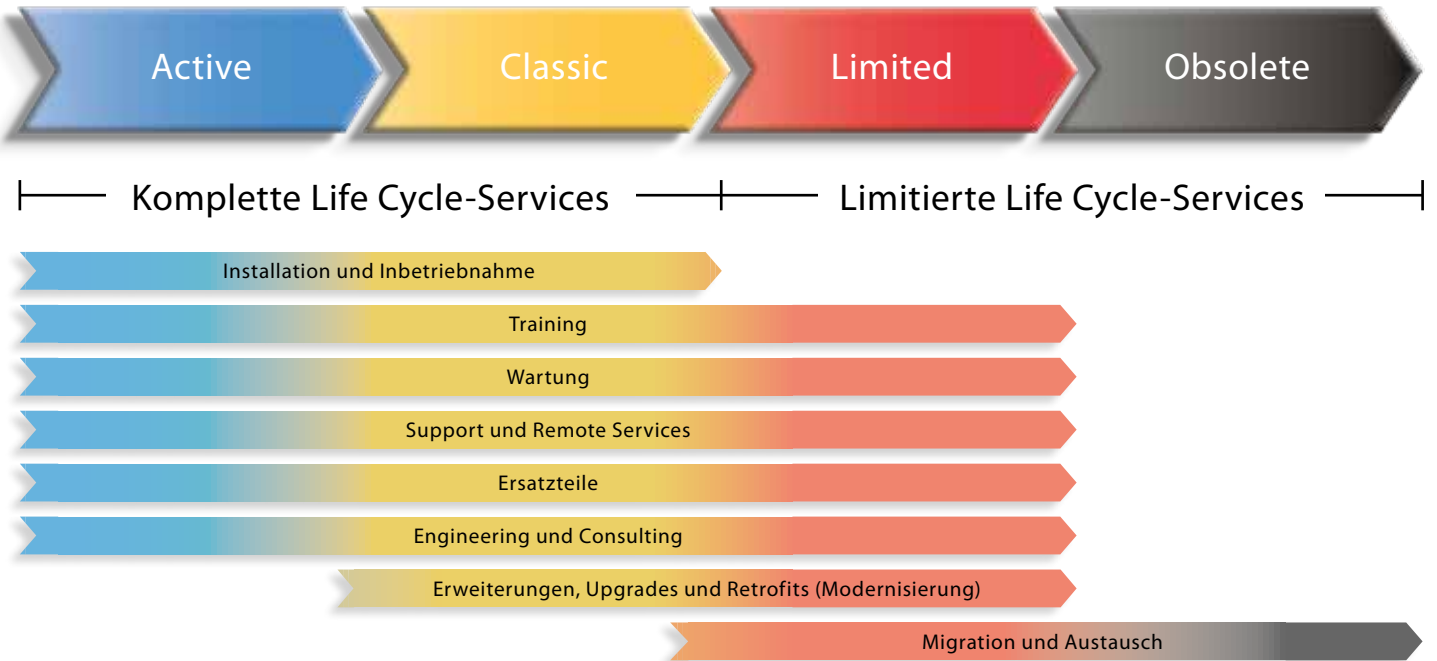 Active
Classic
Limited
Obsolete
Komplette Life Cycle-Services
Limitierte Life Cycle-Services
Installation und Inbetriebnahme
Training
Wartung
Support und Remote Services
Ersatzteile
Engineering und Consulting
Erweiterungen, Upgrades und Retrofits (Modernisierung)
Migration und Austausch